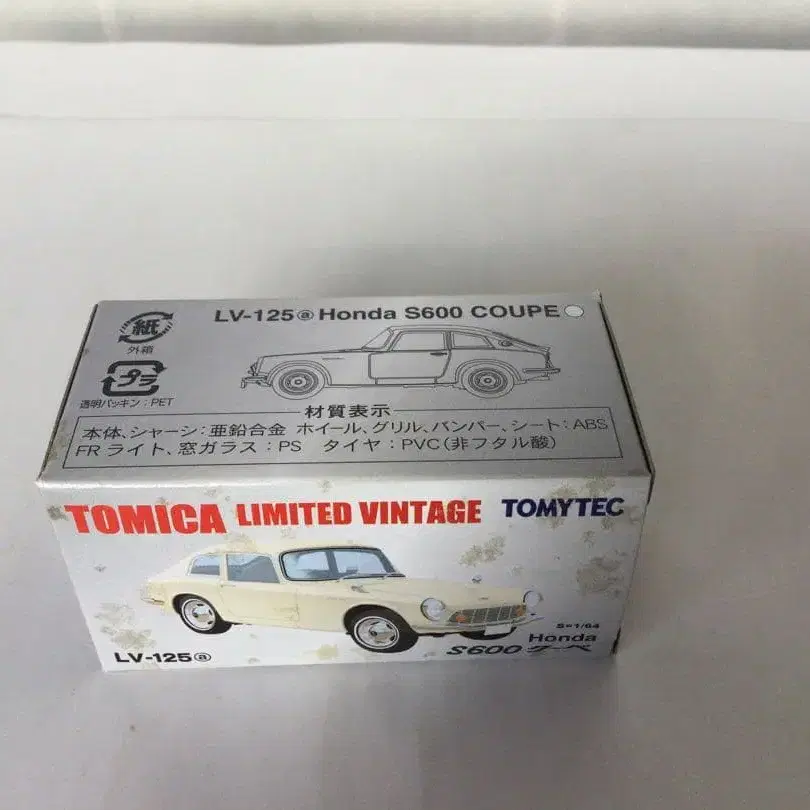 LV-125ⓐ Honda S600 COUPE
紙
外箱
プラ
透明パッキン:PET
材質表示
本体、シャーシ:亜鉛合金 ホイール、グリル、バンパー、シート:ABS
FRライト、窓ガラス:PS タイヤ:PVC(非フタル酸)
TOMICA LIMITED VINTAGE TOMYTEC
S=1/64
Honda
LV-125ⓐ S600 クーペ